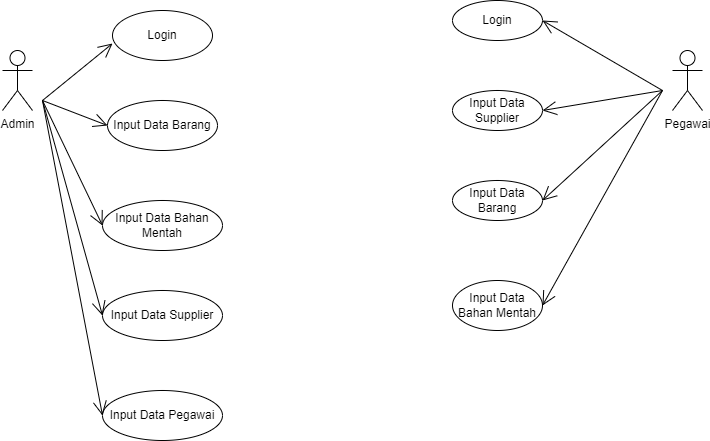 Login
Input Data Barang
Input Data Bahan
Mentah
Input Data Supplier
Input Data Pegawai
Admin
Login
Input Data
Supplier
Input Data
Barang
Input Data
Bahan Mentah
Pegawai